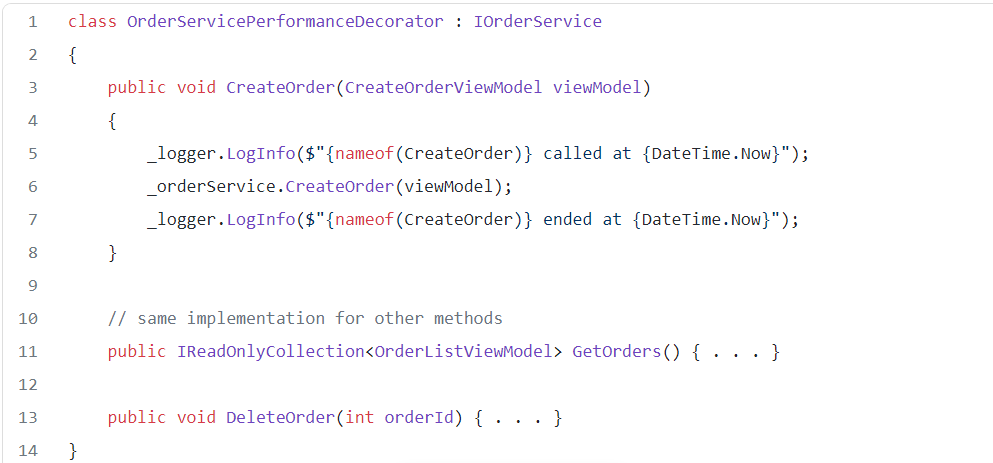 1 class OrderServicePerformanceDecorator : IOrderService
2 {
3     public void CreateOrder(CreateOrderViewModel viewModel)
4     {
5         _logger.LogInfo($"{nameof(CreateOrder)} called at {DateTime.Now}");
6         _orderService.CreateOrder(viewModel);
7         _logger.LogInfo($"{nameof(CreateOrder)} ended at {DateTime.Now}");
8     }
9
10     // same implementation for other methods
11     public IReadOnlyCollection<OrderListViewModel> GetOrders() { . . . }
12
13     public void DeleteOrder(int orderId) { . . . }
14 }